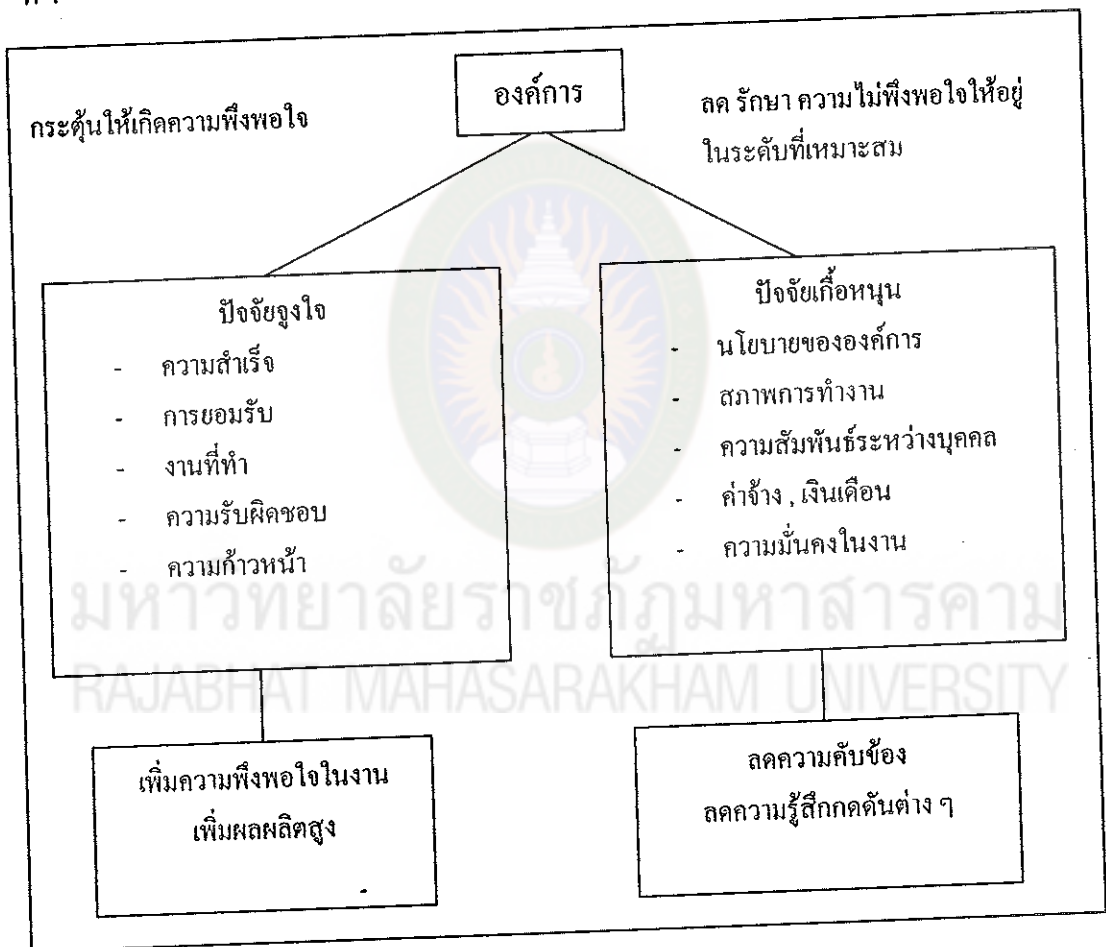 องค์การ
กระตุ้นให้เกิดความพึงพอใจ
ลด รักษา ความไม่พึงพอใจให้อยู่
ในระดับที่เหมาะสม
ปัจจัยจูงใจ
- ความสำเร็จ
- การยอมรับ
- งานที่ทำ
- ความรับผิดชอบ
- ความก้าวหน้า
ปัจจัยเกื้อหนุน
- นโยบายขององค์การ
- สภาพการทำงาน
- ความสัมพันธ์ระหว่างบุคคล
- ค่าจ้าง , เงินเดือน
- ความมั่นคงในงาน
มหาวิทยาลัยราชภัฏมหาสารคาม
RAJABHAT MAHASARAKHAM UNIVERSITY
เพิ่มความพึงพอใจในงาน
เพิ่มผลผลิตสูง
ลดความคับข้อง
ลดความรู้สึกกดดันต่าง ๆ